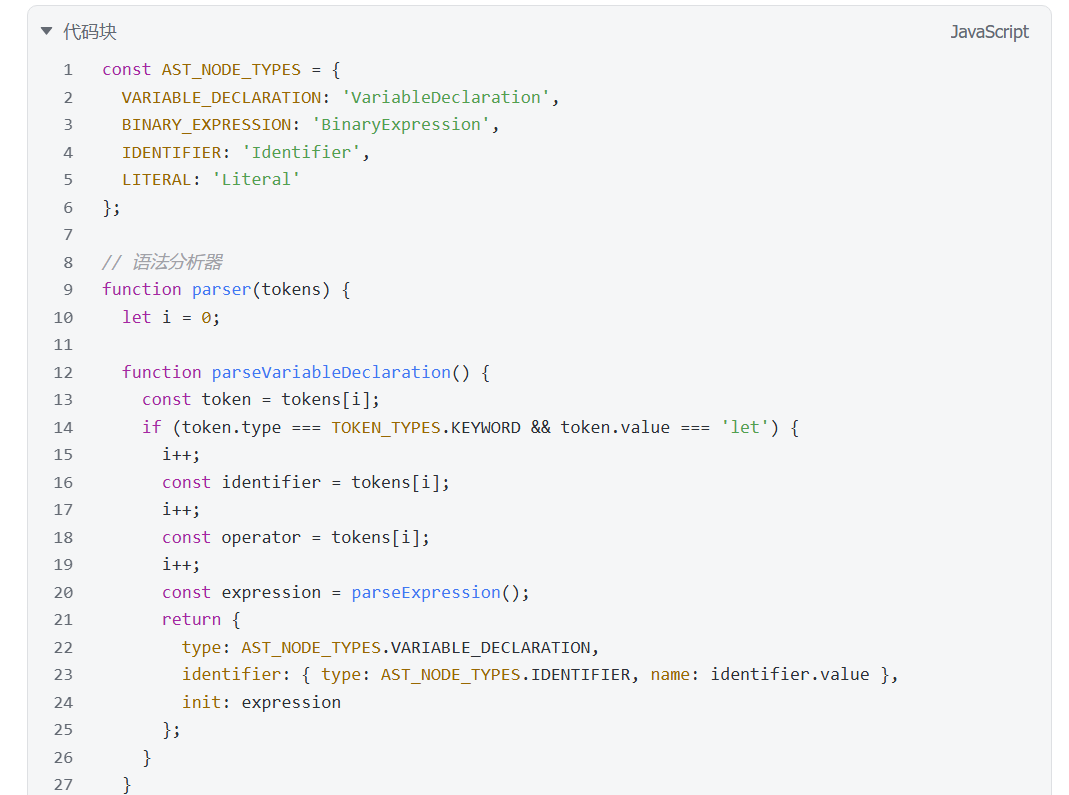 代码块 JavaScript
1 const AST_NODE_TYPES = {
2   VARIABLE_DECLARATION: 'VariableDeclaration',
3   BINARY_EXPRESSION: 'BinaryExpression',
4   IDENTIFIER: 'Identifier',
5   LITERAL: 'Literal'
6 };
7
8 // 语法分析器
9 function parser(tokens) {
10   let i = 0;
11
12   function parseVariableDeclaration() {
13     const token = tokens[i];
14     if (token.type === TOKEN_TYPES.KEYWORD && token.value === 'let') {
15       i++;
16       const identifier = tokens[i];
17       i++;
18       const operator = tokens[i];
19       i++;
20       const expression = parseExpression();
21       return {
22         type: AST_NODE_TYPES.VARIABLE_DECLARATION,
23         identifier: { type: AST_NODE_TYPES.IDENTIFIER, name: identifier.value },
24         init: expression
25       };
26     }
27   }